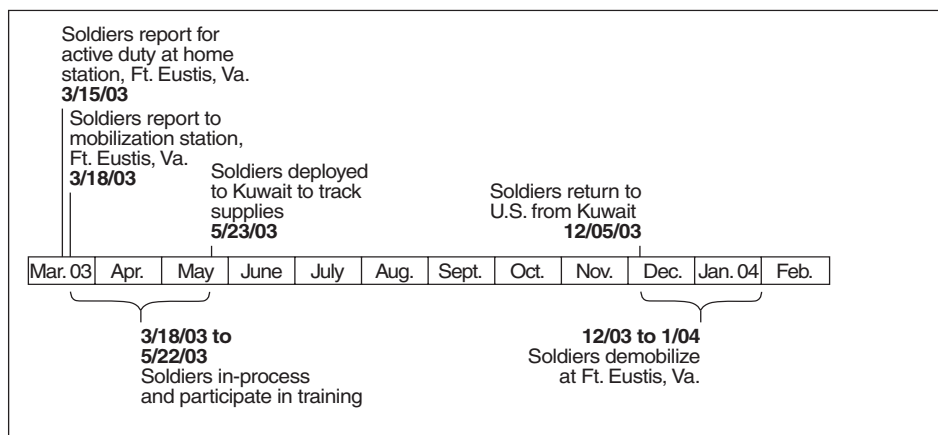 Soldiers report for
active duty at home
station, Ft. Eustis, Va.
3/15/03
Soldiers report to
mobilization station,
Ft. Eustis, Va.
3/18/03
Soldiers deployed
to Kuwait to track
supplies
5/23/03
Soldiers return to
U.S. from Kuwait
12/05/03
Mar. 03 Apr. May June July Aug. Sept. Oct. Nov. Dec. Jan. 04 Feb.
3/18/03 to
5/22/03
Soldiers in-process
and participate in training
12/03 to 1/04
Soldiers demobilize
at Ft. Eustis, Va.